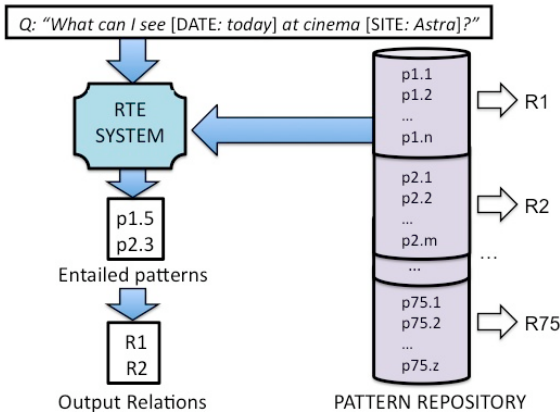 Q: “What can I see [DATE: today] at cinema [SITE: Astra]?”
RTE
SYSTEM
p1.5
p2.3
Entailed patterns
R1
R2
Output Relations
p1.1
p1.2
...
p1.n
R1
p2.1
p2.2
...
p2.m
R2
...
...
p75.1
p75.2
...
p75.z
R75
PATTERN REPOSITORY